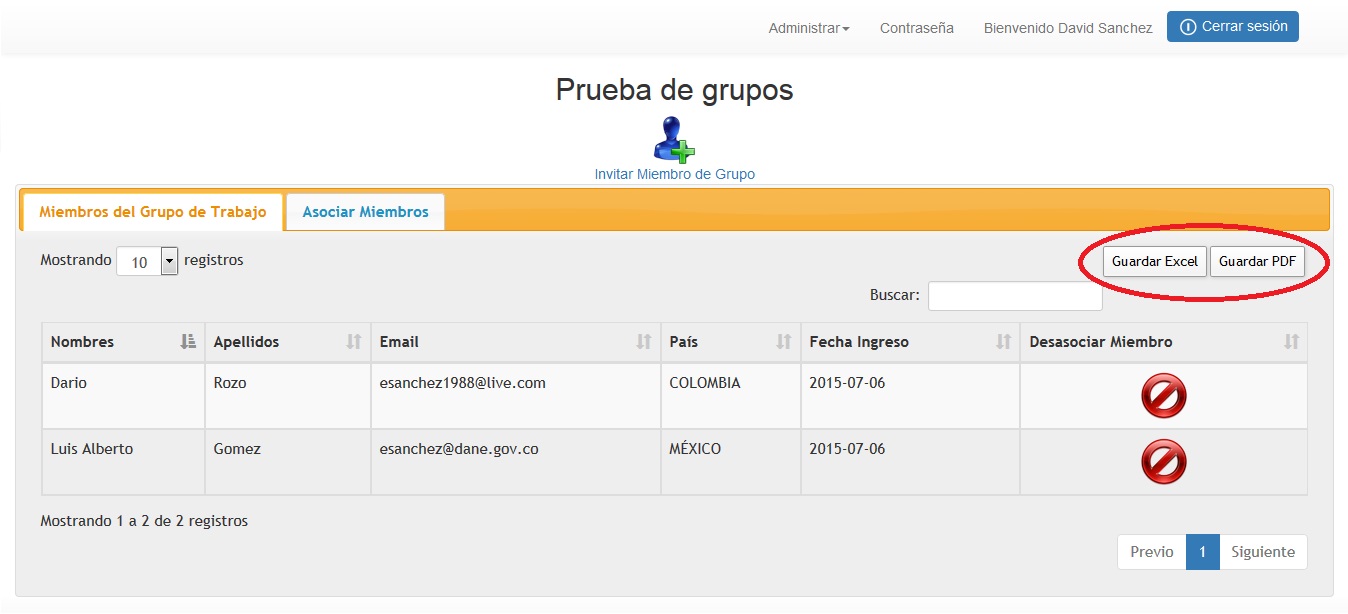 Administrar Contraseña Bienvenido David Sanchez Cerrar sesión
Prueba de grupos
Invitar Miembro de Grupo
Miembros del Grupo de Trabajo Asociar Miembros
Mostrando 10 registros Guardar Excel Guardar PDF
Buscar:
Nombres Apellidos Email País Fecha Ingreso Desasociar Miembro
Dario Rozo esanchez1988@live.com COLOMBIA 2015-07-06
Luis Alberto Gomez esanchez@dane.gov.co MÉXICO 2015-07-06
Mostrando 1 a 2 de 2 registros
Previo 1 Siguiente